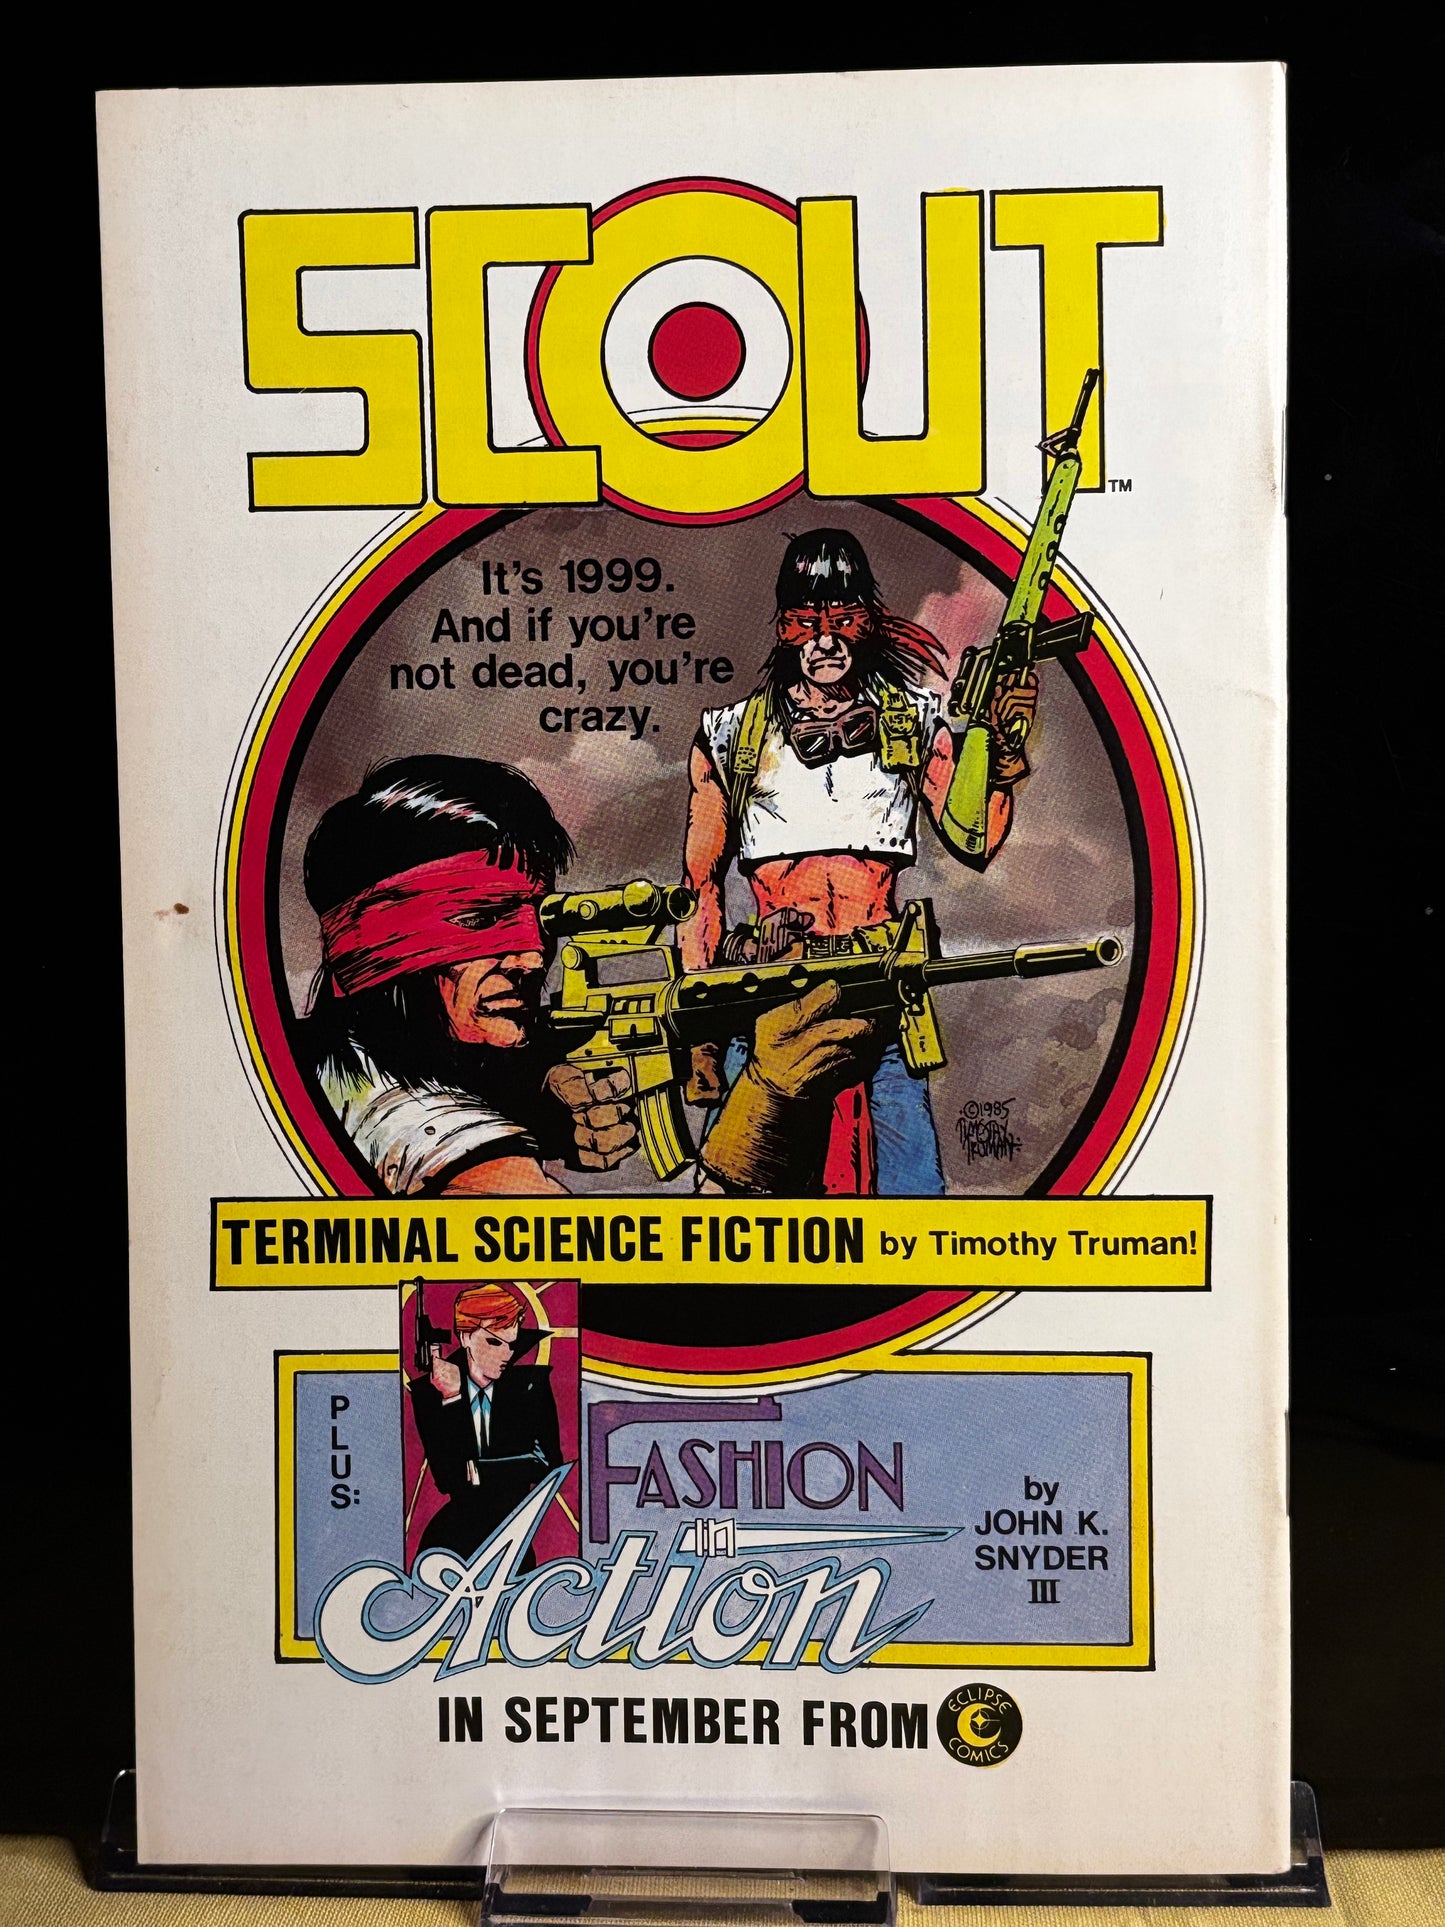 SCOUT
TM
It's 1999.
And if you're
not dead, you're
crazy.
©1985
TIMOTHY
TRUMAN
TERMINAL SCIENCE FICTION by Timothy Truman!
PLUS:
FASHION
in
Action
by
JOHN K.
SNYDER
III
IN SEPTEMBER FROM
ECLIPSE
COMICS